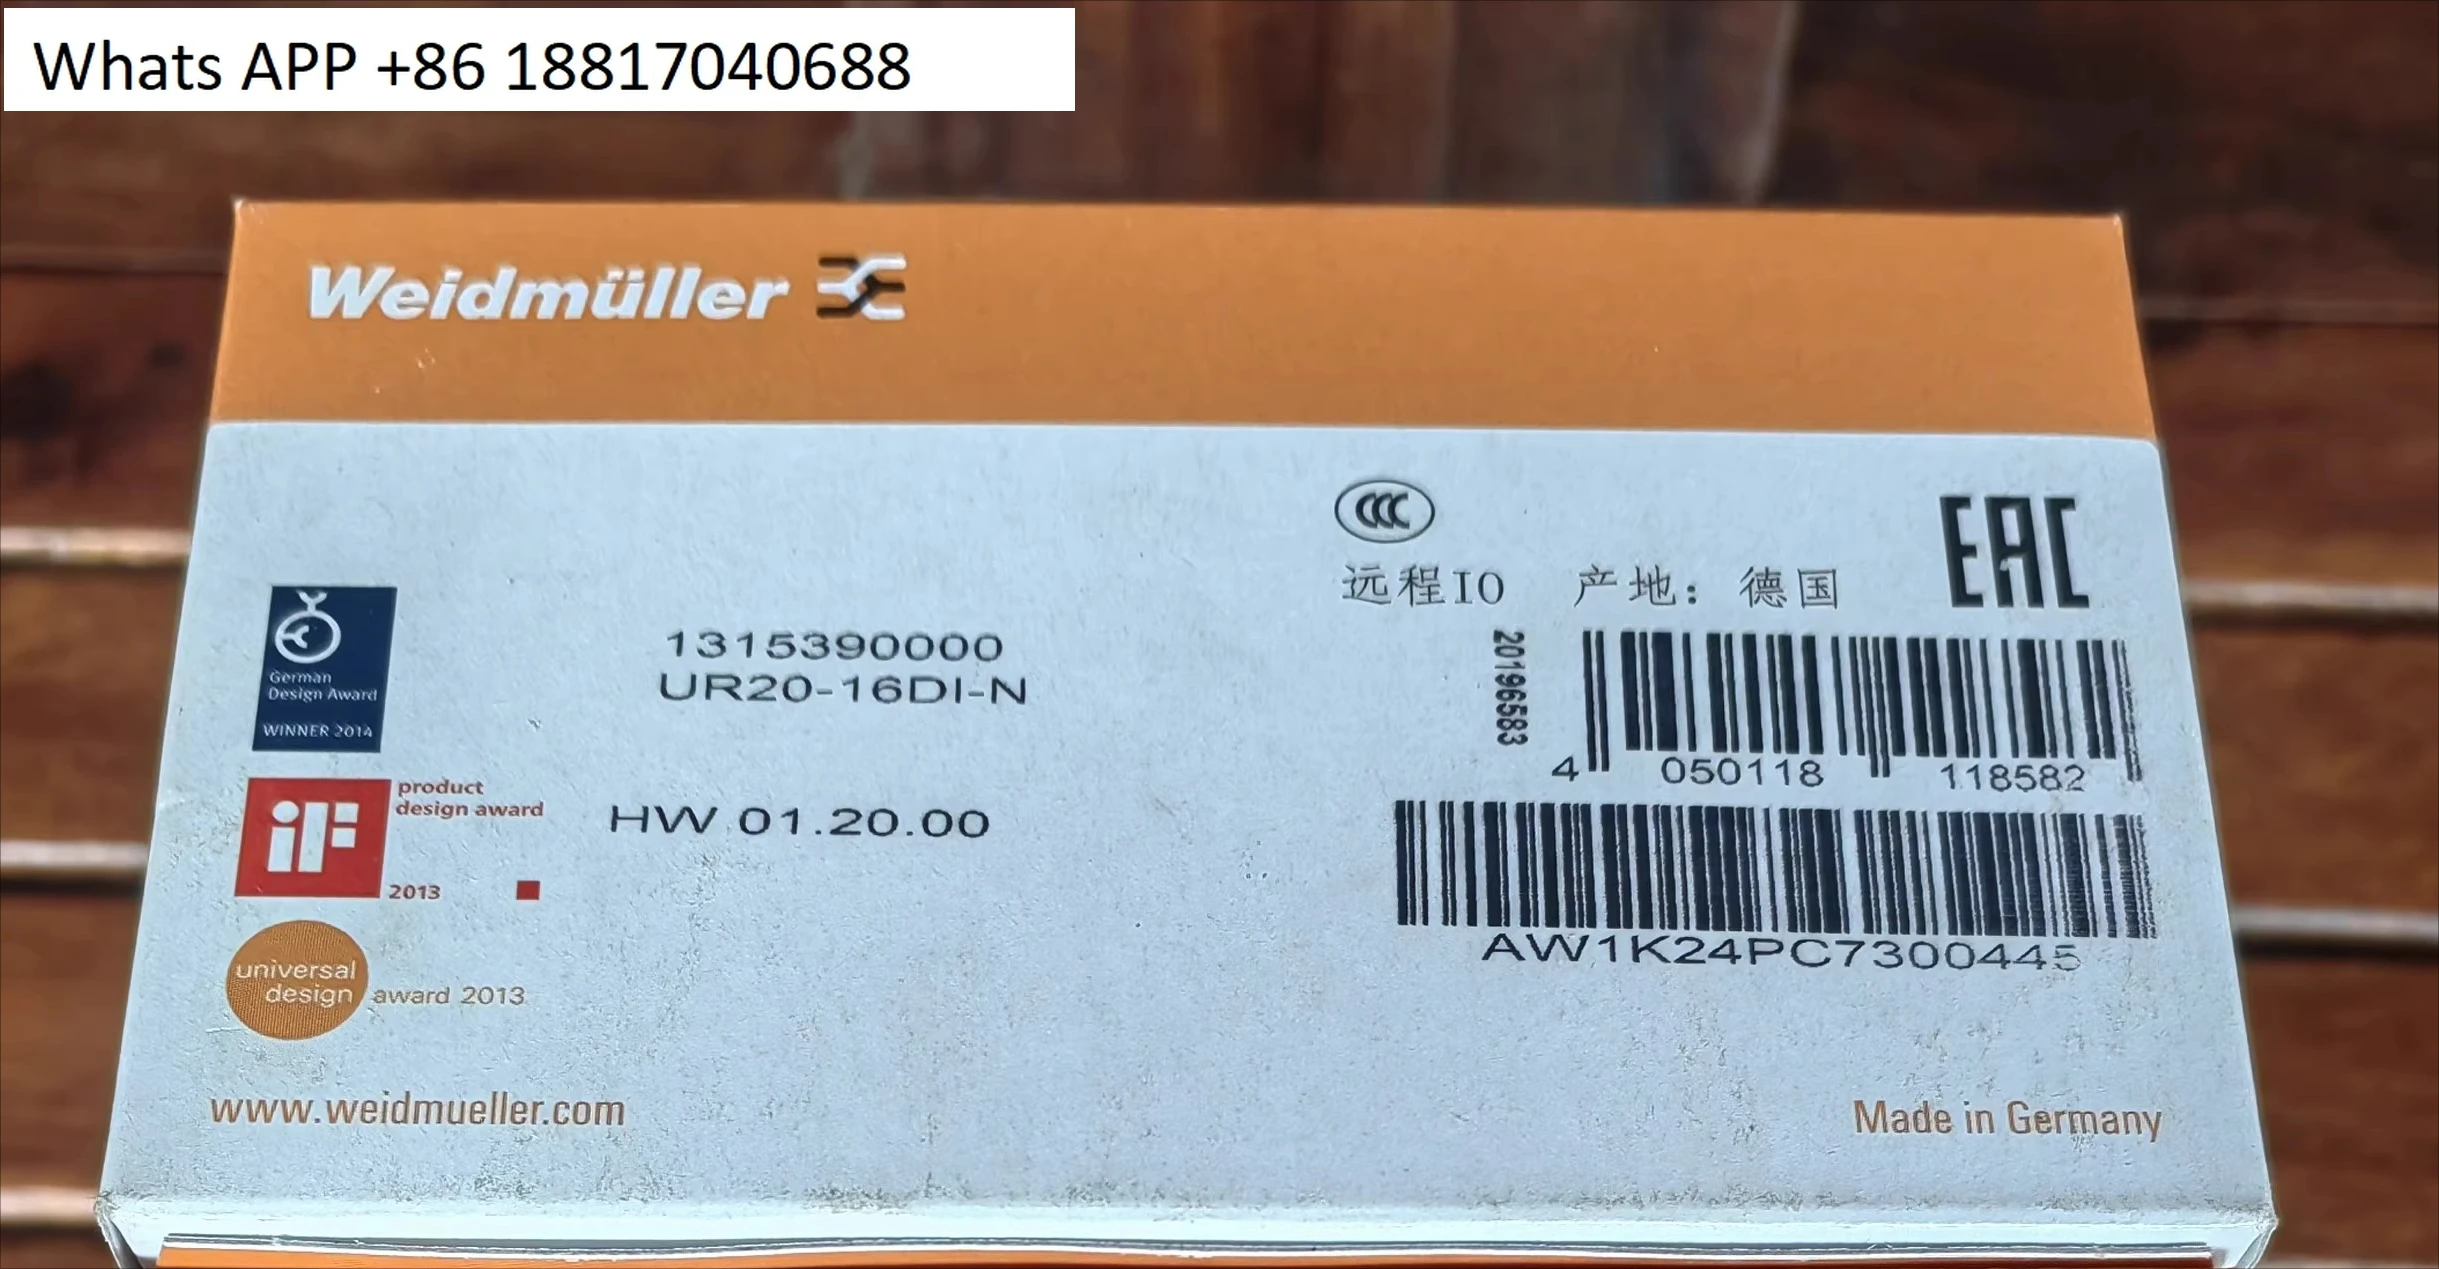 Whats APP +86 18817040688
Weidmüller
CCC
远程IO 产地：德国
EAC
German
Design Award
WINNER 2014
1315390000
UR20-16DI-N
20196583
4 050118 118582
iF
product
design award
2013
HW 01.20.00
AW1K24PC7300445
universal
design award 2013
www.weidmueller.com
Made in Germany